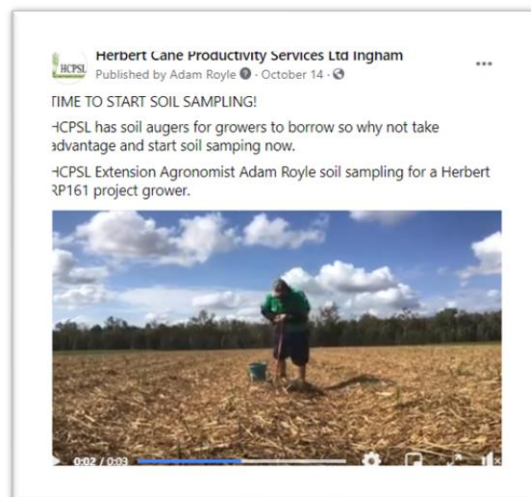 Herbert Cane Productivity Services Ltd Ingham
HCPSL
Published by Adam Royle · October 14 ·
TIME TO START SOIL SAMPLING!
HCPSL has soil augers for growers to borrow so why not take
advantage and start soil samping now.
HCPSL Extension Agronomist Adam Royle soil sampling for a Herbert
RP161 project grower.
0:02 / 0:03